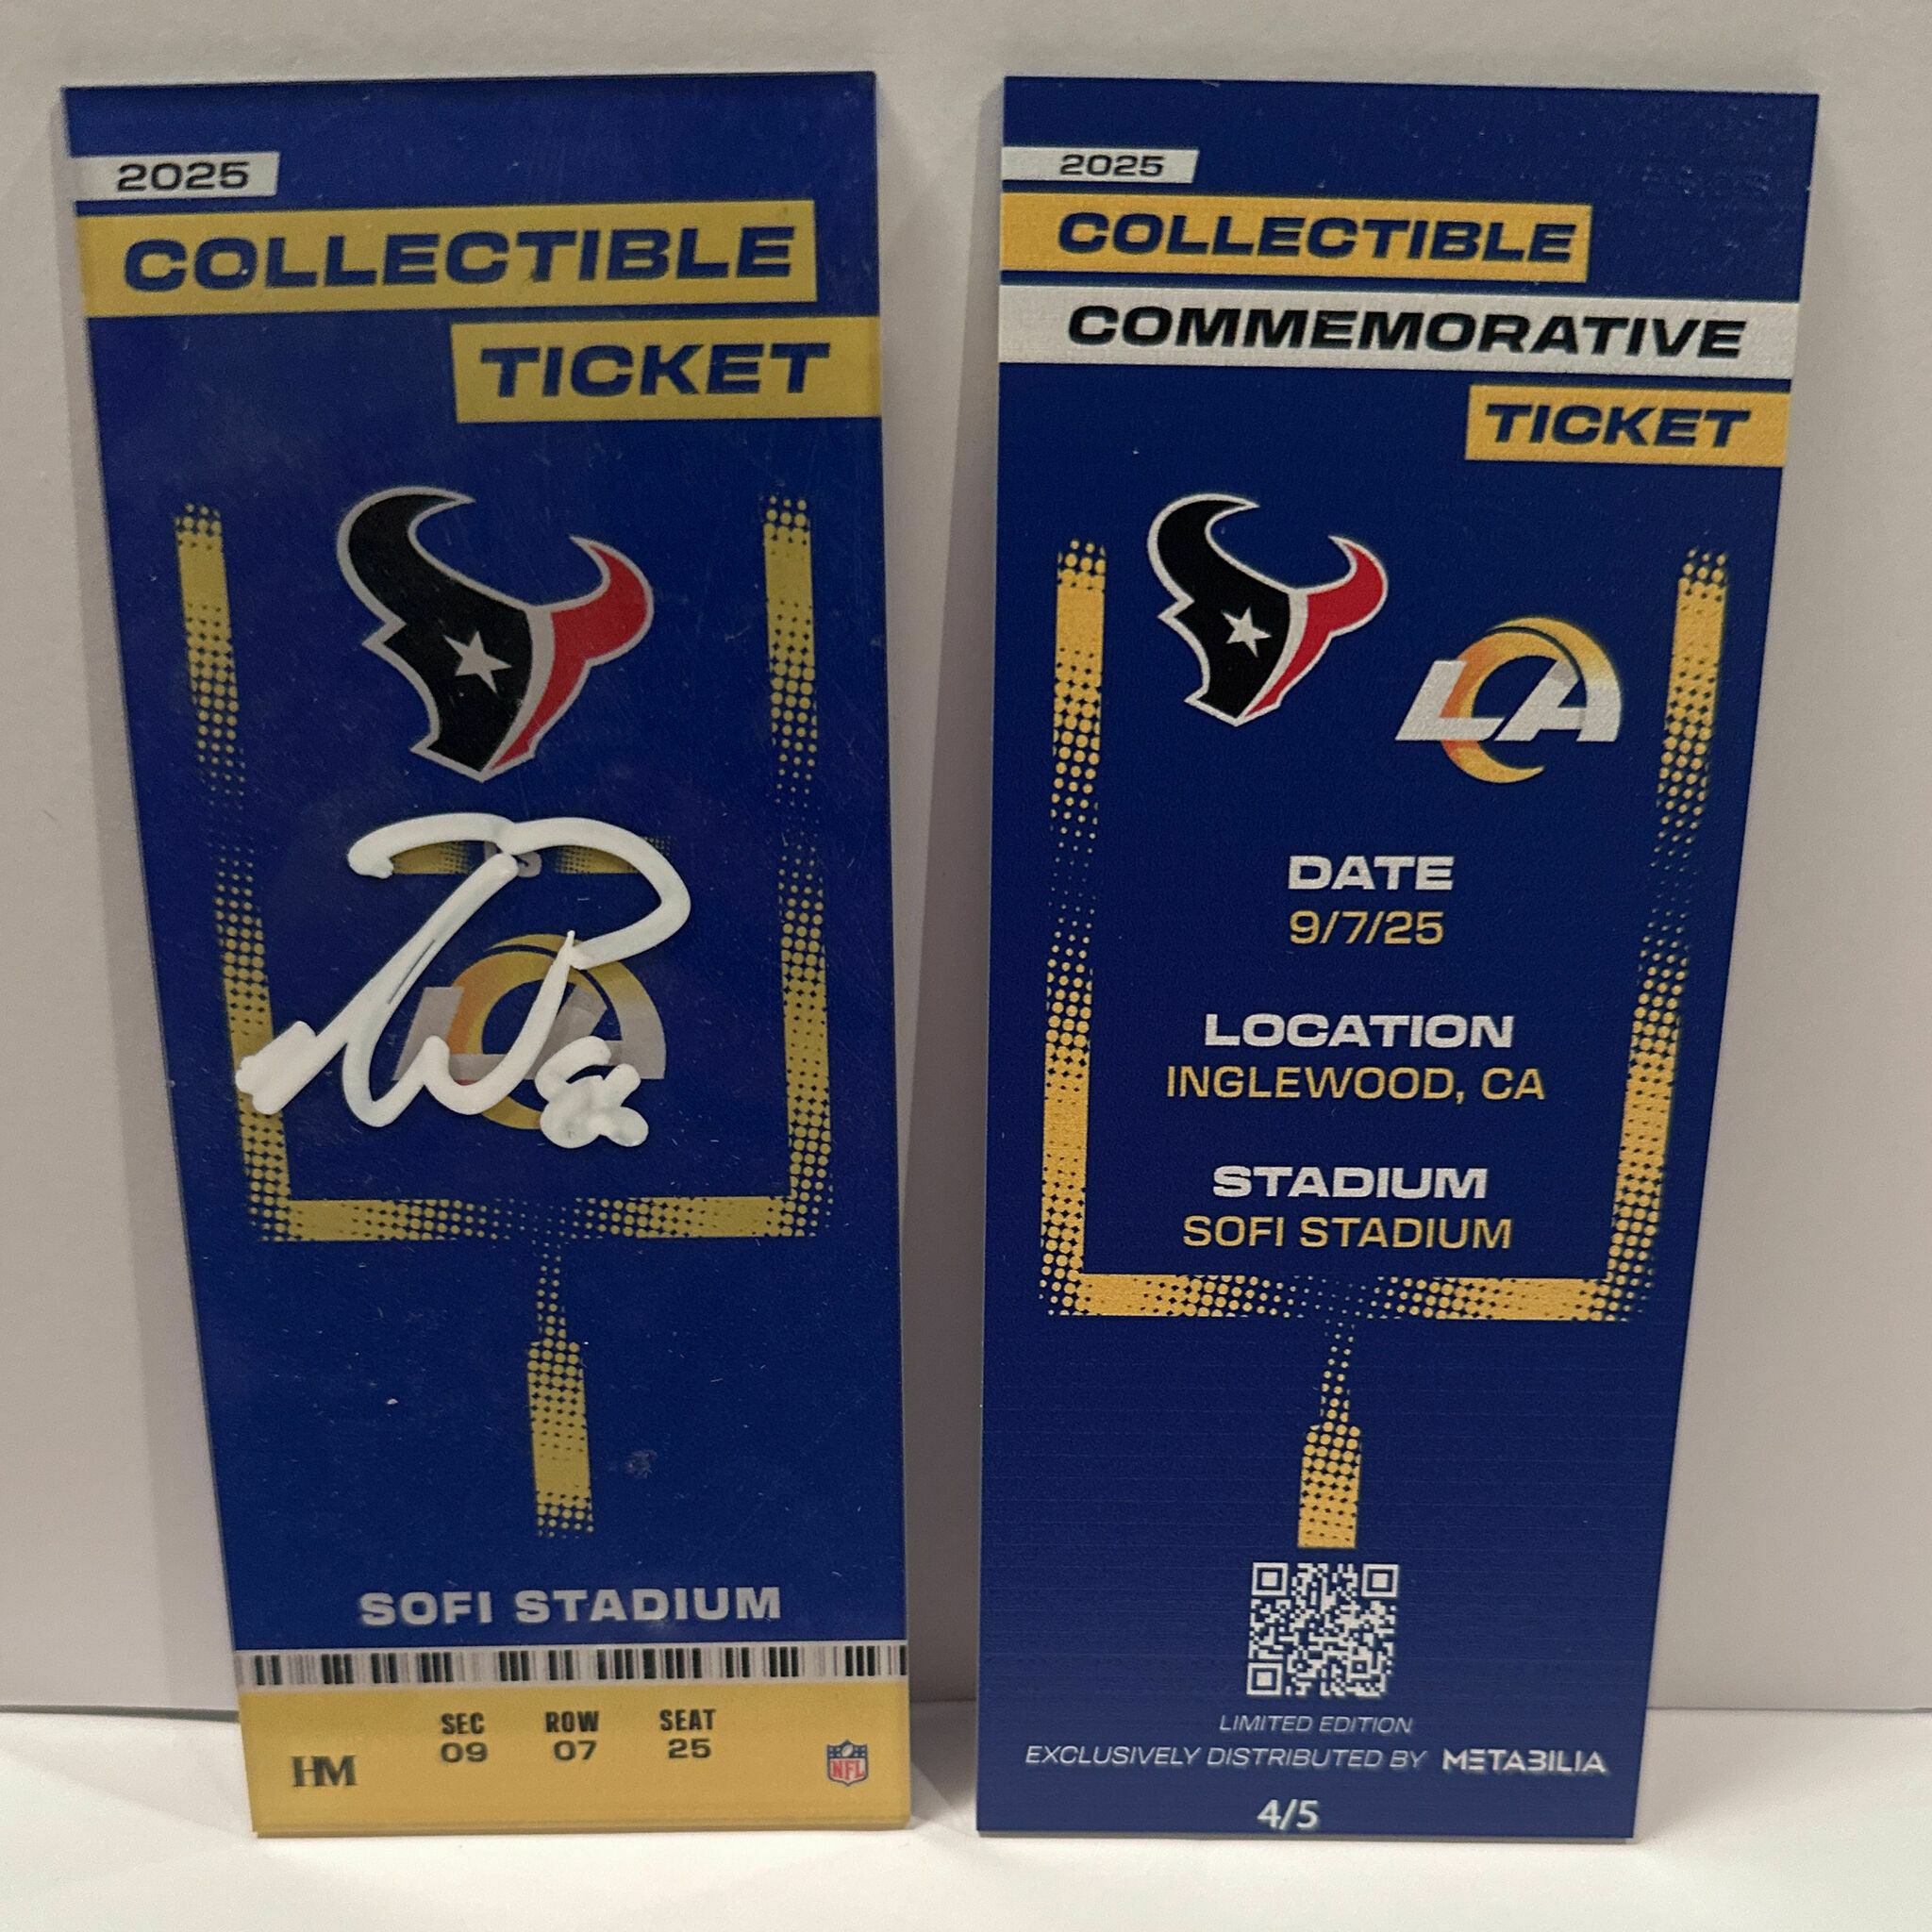 2025
COLLECTIBLE
TICKET
SOFI STADIUM
SEC
09
ROW
07
SEAT
25
HM
NFL
2025
COLLECTIBLE
COMMEMORATIVE
TICKET
LA
DATE
9/7/25
LOCATION
INGLEWOOD, CA
STADIUM
SOFI STADIUM
LIMITED EDITION
EXCLUSIVELY DISTRIBUTED BY METABILIA
4/5